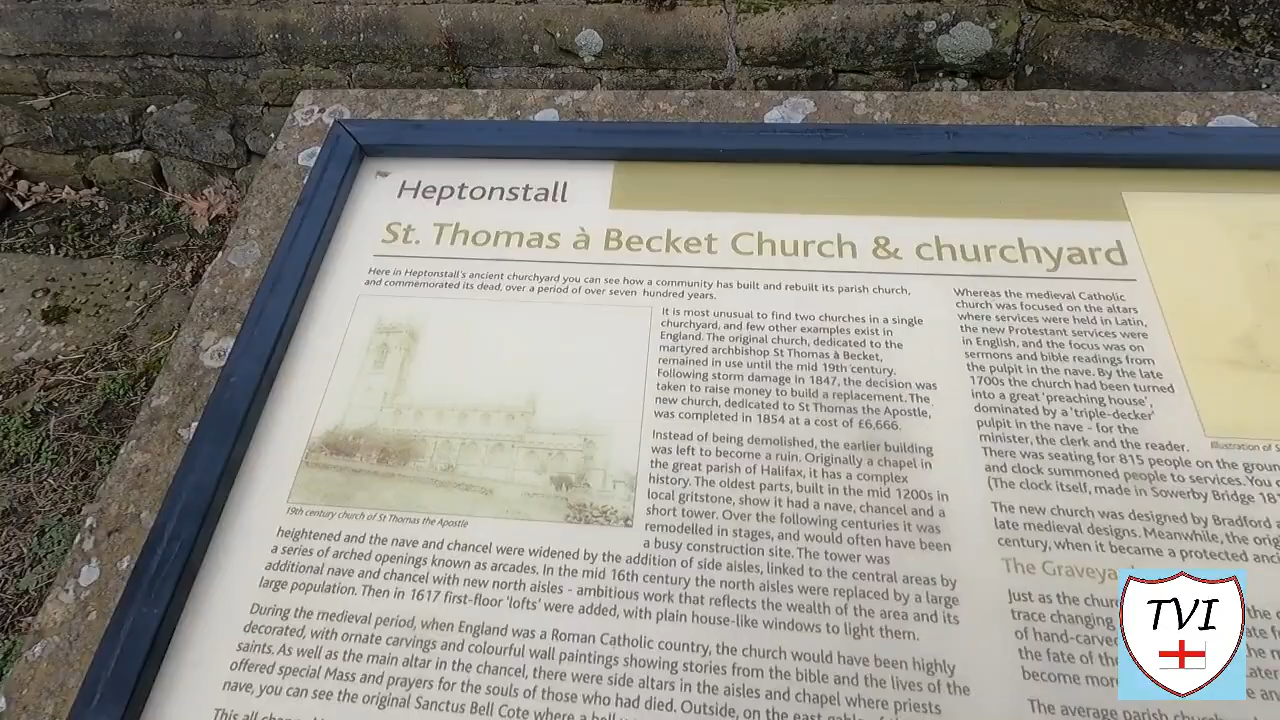 Heptonstall
St. Thomas à Becket Church & churchyard
Here in Heptonstall's ancient churchyard you can see how a community has built and rebuilt its parish church,
and commemorated its dead, over a period of over seven hundred years.
It is most unusual to find two churches in a single
churchyard, and few other examples exist in
England. The original church, dedicated to the
martyred archbishop St Thomas à Becket,
remained in use until the mid 19th century.
Following storm damage in 1847, the decision was
taken to raise money to build a replacement. The
new church, dedicated to St Thomas the Apostle,
was completed in 1854 at a cost of £6,666.
Instead of being demolished, the earlier building
was left to become a ruin. Originally a chapel in
the great parish of Halifax, it has a complex
history. The oldest parts, built in the mid 1200s in
local gritstone, show it had a nave, chancel and a
short tower. Over the following centuries it was
remodelled in stages, and would often have been
a busy construction site. The tower was
19th century church of St Thomas the Apostle
heightened and the nave and chancel were widened by the addition of side aisles, linked to the central areas by
a series of arched openings known as arcades. In the mid 16th century the north aisles were replaced by a large
additional nave and chancel with new north aisles - ambitious work that reflects the wealth of the area and its
large population. Then in 1617 first-floor 'lofts' were added, with plain house-like windows to light them.
During the medieval period, when England was a Roman Catholic country, the church would have been highly
decorated, with ornate carvings and colourful wall paintings showing stories from the bible and the lives of the
saints. As well as the main altar in the chancel, there were side altars in the aisles and chapel where priests
offered special Mass and prayers for the souls of those who had died. Outside, on the east gable of
nave, you can see the original Sanctus Bell Cote where a bell
This all
Whereas the medieval Catholic
church was focused on the altars
where services were held in Latin,
the new Protestant services were
in English, and the focus was on
sermons and bible readings from
the pulpit in the nave. By the late
1700s the church had been turned
into a great 'preaching house',
dominated by a 'triple-decker'
pulpit in the nave - for the
minister, the clerk and the reader.
There was seating for 815 people on the groun
and clock summoned people to services. You
(The clock itself, made in Sowerby Bridge 18
Illustration of S
The new church was designed by Bradford
late medieval designs. Meanwhile, the orig
century, when it became a protected anc
The Graveya
Just as the churc
trace changing
of hand-carve
the fate of th
become mor
The average parish church
TVI